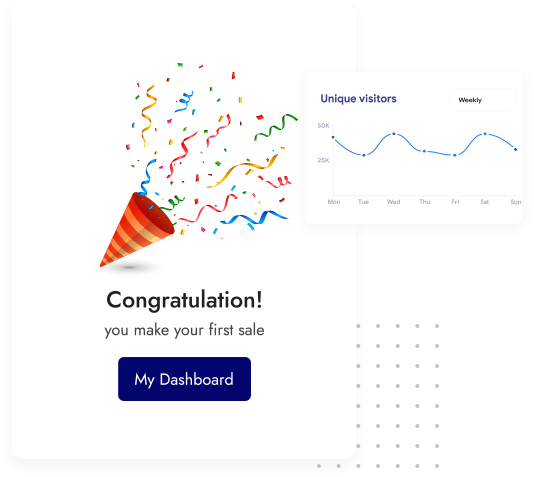 Unique visitors
Weekly
50K
25K
Mon Tue Wed Thu Fri Sat Sun
Congratulation!
you make your first sale
My Dashboard